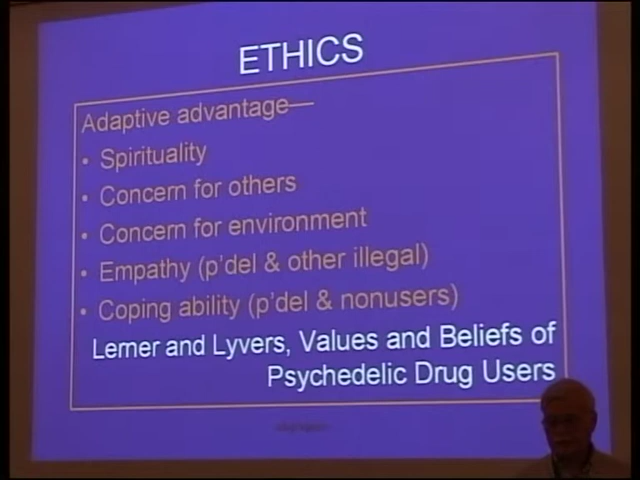 ETHICS
Adaptive advantage—
• Spirituality
• Concern for others
• Concern for environment
• Empathy (p'del & other illegal)
• Coping ability (p'del & nonusers)
Lerner and Lyvers, Values and Beliefs of
Psychedelic Drug Users